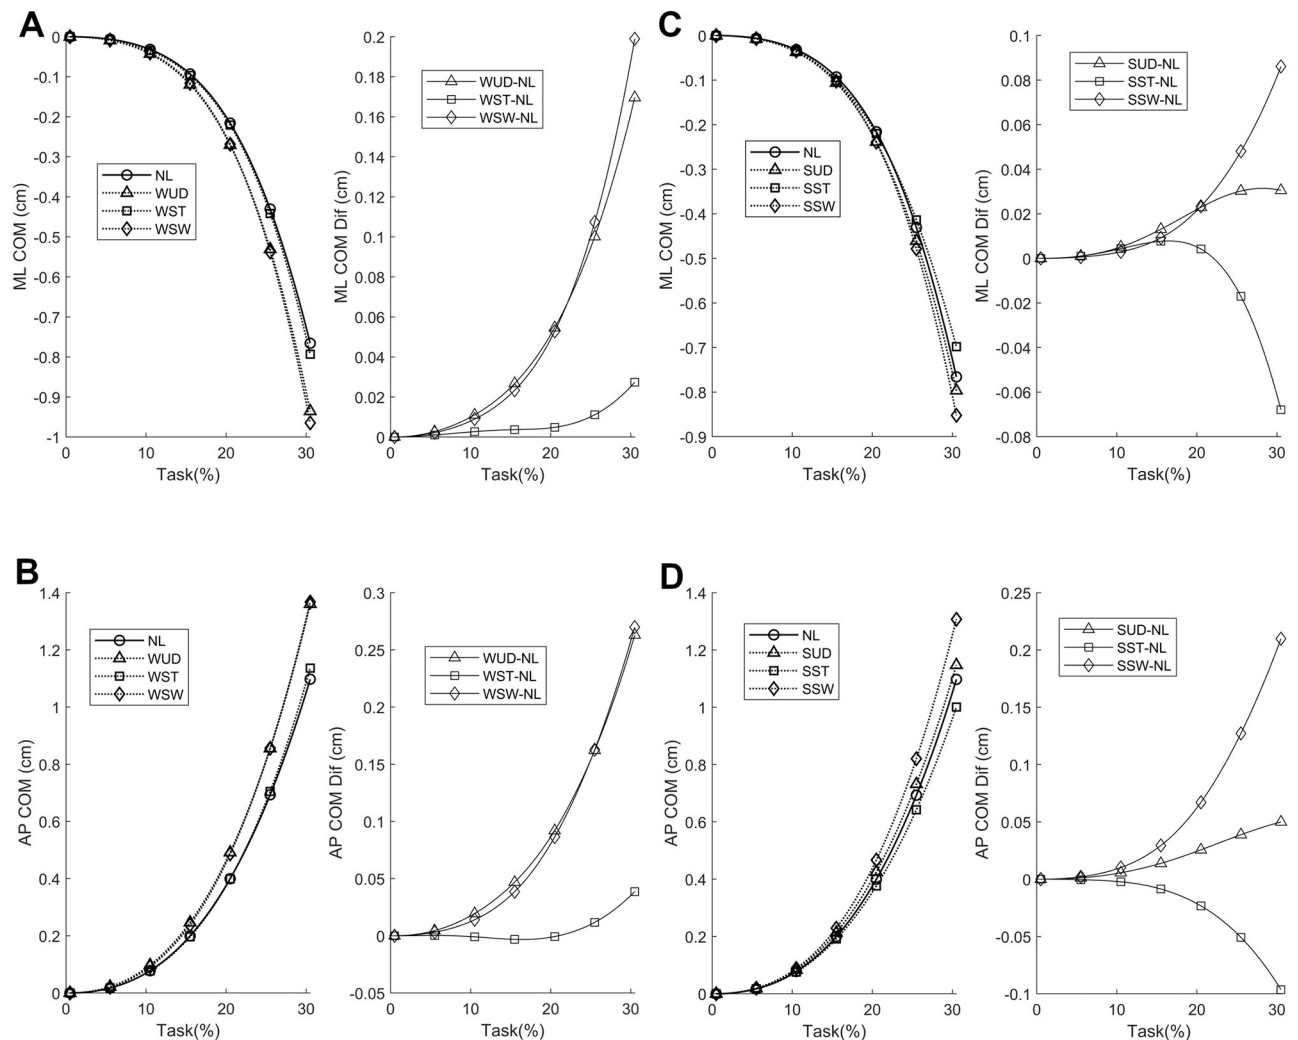 A
ML COM (cm)
0
-0.1
-0.2
-0.3
-0.4
-0.5
-0.6
-0.7
-0.8
-0.9
-1
NL
WUD
WST
WSW
0 10 20 30
Task(%)
ML COM Dif (cm)
0.2
0.18
0.16
0.14
0.12
0.1
0.08
0.06
0.04
0.02
0
WUD-NL
WST-NL
WSW-NL
0 10 20 30
Task(%)
C
ML COM (cm)
0
-0.1
-0.2
-0.3
-0.4
-0.5
-0.6
-0.7
-0.8
-0.9
NL
SUD
SST
SSW
0 10 20 30
Task(%)
ML COM Dif (cm)
0.1
0.08
0.06
0.04
0.02
0
-0.02
-0.04
-0.06
-0.08
SUD-NL
SST-NL
SSW-NL
0 10 20 30
Task(%)
B
AP COM (cm)
1.4
1.2
1
0.8
0.6
0.4
0.2
0
NL
WUD
WST
WSW
0 10 20 30
Task(%)
AP COM Dif (cm)
0.3
0.25
0.2
0.15
0.1
0.05
0
-0.05
WUD-NL
WST-NL
WSW-NL
0 10 20 30
Task(%)
D
AP COM (cm)
1.4
1.2
1
0.8
0.6
0.4
0.2
0
NL
SUD
SST
SSW
0 10 20 30
Task(%)
AP COM Dif (cm)
0.25
0.2
0.15
0.1
0.05
0
-0.05
-0.1
SUD-NL
SST-NL
SSW-NL
0 10 20 30
Task(%)